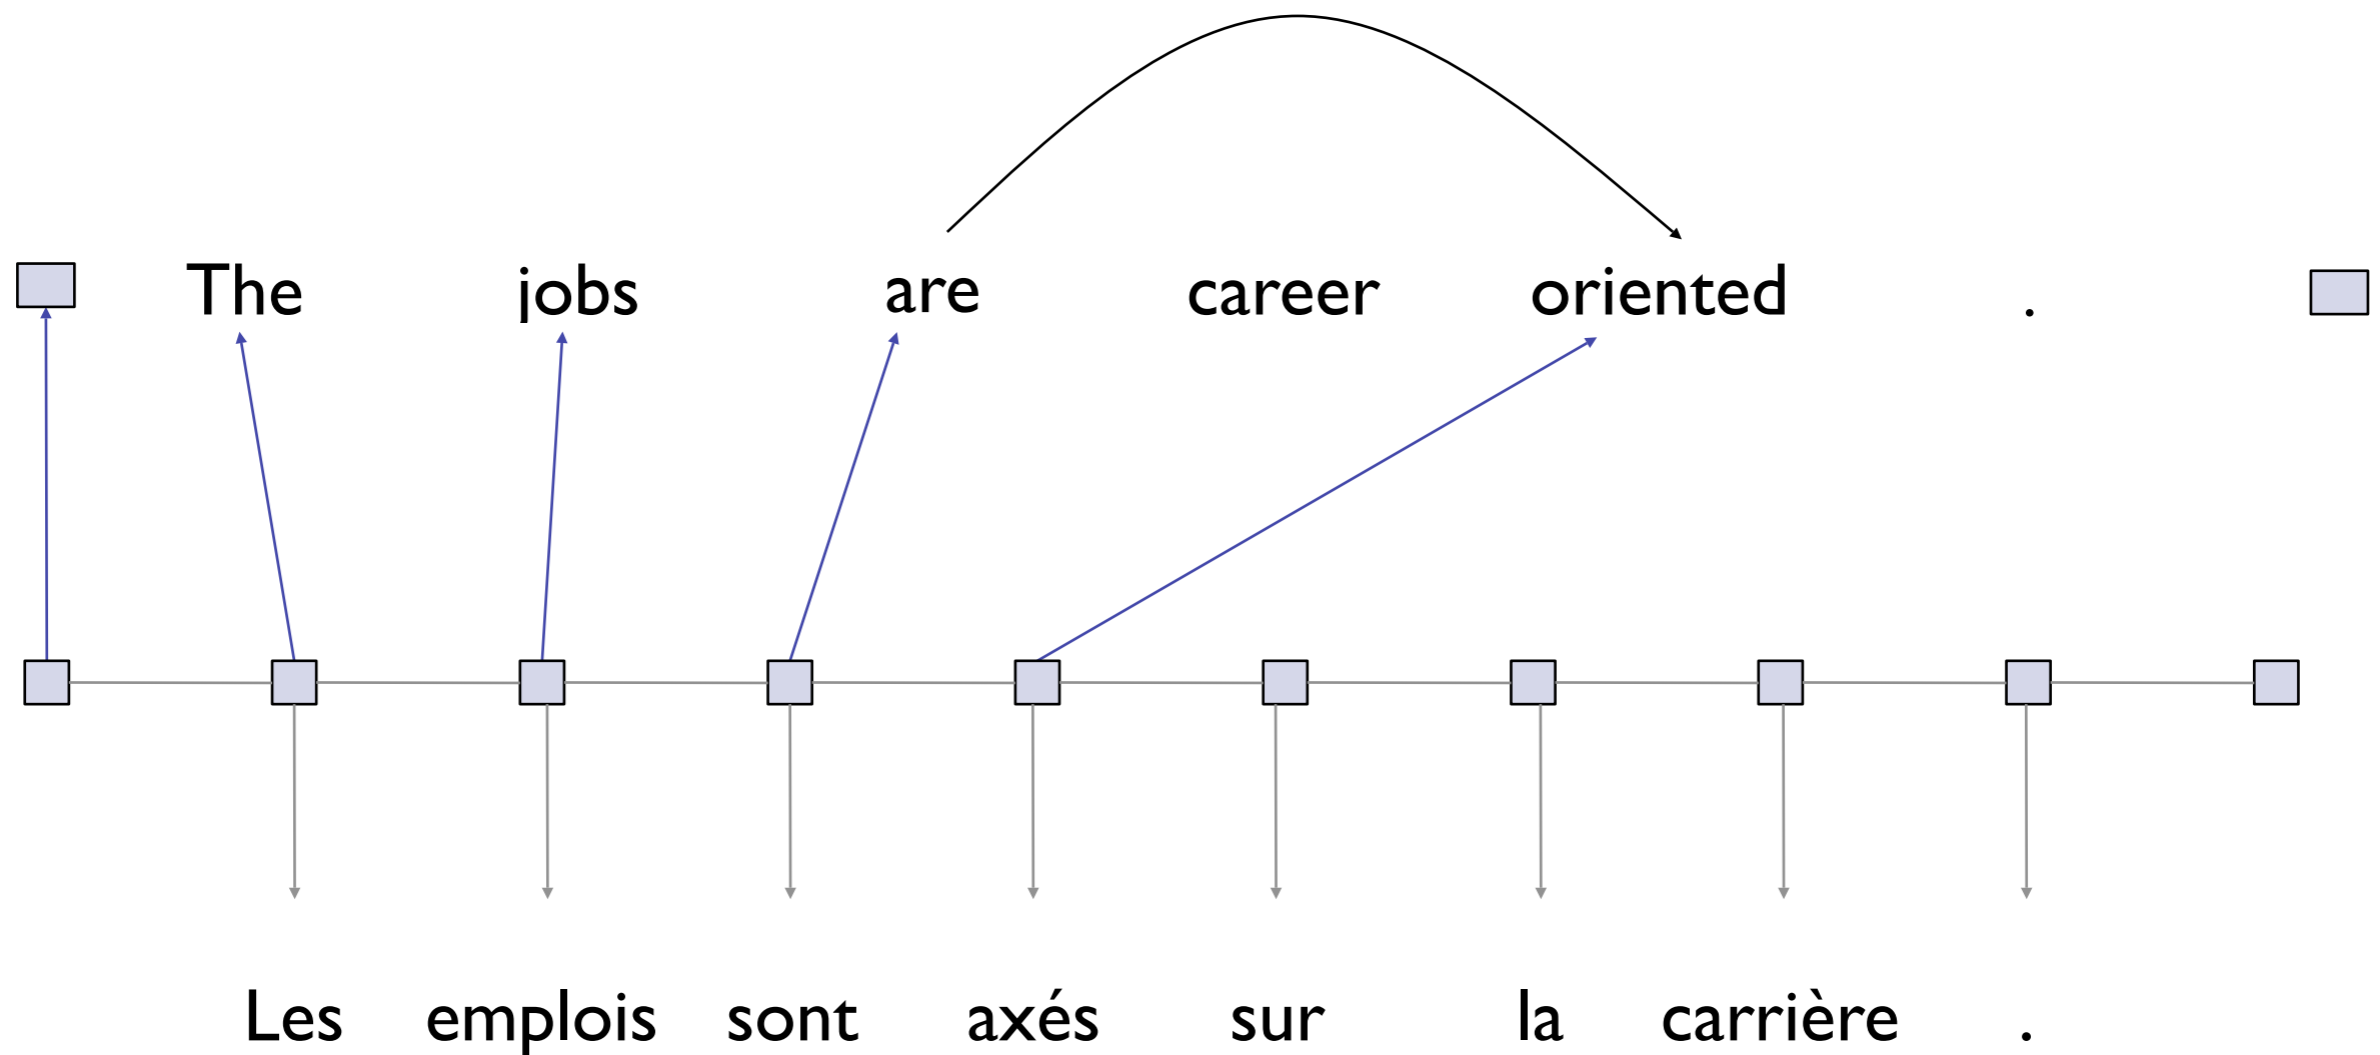 The jobs are career oriented .
Les emplois sont axés sur la carrière .